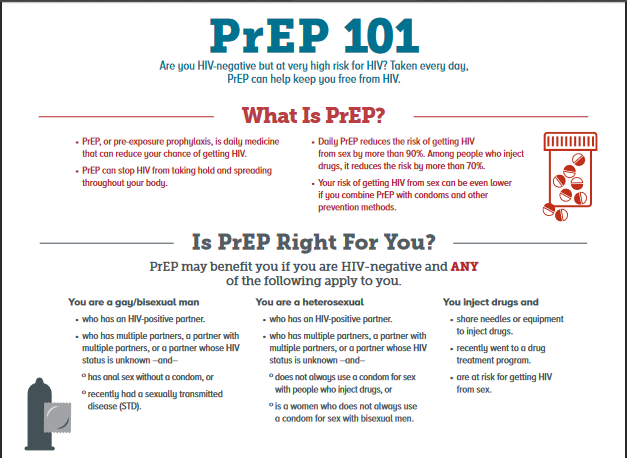 PrEP 101
Are you HIV-negative but at very high risk for HIV? Taken every day,
PrEP can help keep you free from HIV.
What Is PrEP?
• PrEP, or pre-exposure prophylaxis, is daily medicine
that can reduce your chance of getting HIV.
• PrEP can stop HIV from taking hold and spreading
throughout your body.
• Daily PrEP reduces the risk of getting HIV
from sex by more than 90%. Among people who inject
drugs, it reduces the risk by more than 70%.
• Your risk of getting HIV from sex can be even lower
if you combine PrEP with condoms and other
prevention methods.
Is PrEP Right For You?
PrEP may benefit you if you are HIV-negative and ANY
of the following apply to you.
You are a gay/bisexual man
• who has an HIV-positive partner.
• who has multiple partners, a partner with
multiple partners, or a partner whose HIV
status is unknown –and–
º has anal sex without a condom, or
º recently had a sexually transmitted
disease (STD).
You are a heterosexual
• who has an HIV-positive partner.
• who has multiple partners, a partner with
multiple partners, or a partner whose HIV
status is unknown –and–
º does not always use a condom for sex
with people who inject drugs, or
º is a women who does not always use
a condom for sex with bisexual men.
You inject drugs and
• share needles or equipment
to inject drugs.
• recently went to a drug
treatment program.
• are at risk for getting HIV
from sex.